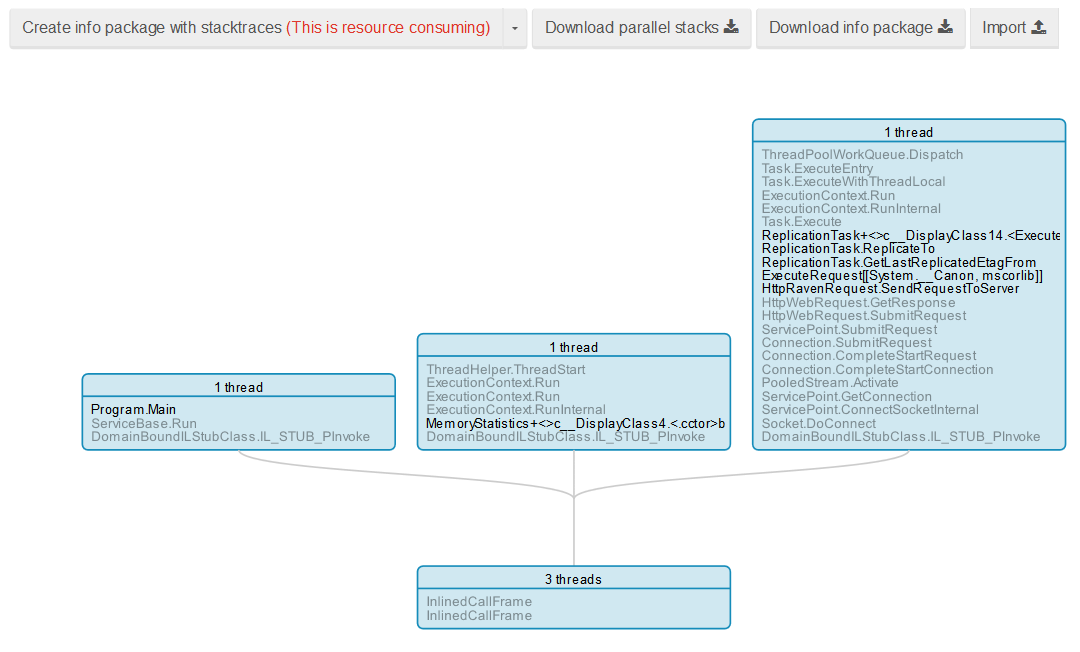 Create info package with stacktraces (This is resource consuming)
Download parallel stacks
Download info package
Import
1 thread
ThreadPoolWorkQueue.Dispatch
Task.ExecuteEntry
Task.ExecuteWithThreadLocal
ExecutionContext.Run
ExecutionContext.RunInternal
Task.Execute
ReplicationTask+<>c__DisplayClass14.<Execute
ReplicationTask.ReplicateTo
ReplicationTask.GetLastReplicatedEtagFrom
ExecuteRequest[[System.__Canon, mscorlib]]
HttpRavenRequest.SendRequestToServer
HttpWebRequest.GetResponse
HttpWebRequest.SubmitRequest
ServicePoint.SubmitRequest
Connection.SubmitRequest
Connection.CompleteStartRequest
Connection.CompleteStartConnection
PooledStream.Activate
ServicePoint.GetConnection
ServicePoint.ConnectSocketInternal
Socket.DoConnect
DomainBoundILStubClass.IL_STUB_PInvoke
1 thread
ThreadHelper.ThreadStart
ExecutionContext.Run
ExecutionContext.Run
ExecutionContext.RunInternal
MemoryStatistics+<>c__DisplayClass4.<.cctor>b
DomainBoundILStubClass.IL_STUB_PInvoke
1 thread
Program.Main
ServiceBase.Run
DomainBoundILStubClass.IL_STUB_PInvoke
3 threads
InlinedCallFrame
InlinedCallFrame